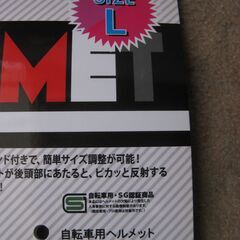 SIZE
L
MET
ンド付きで、簡単サイズ調整が可能!
トが後頭部にあたると、ピカッと反射する
!
自転車用・SG認証商品
自転車用ヘルメット